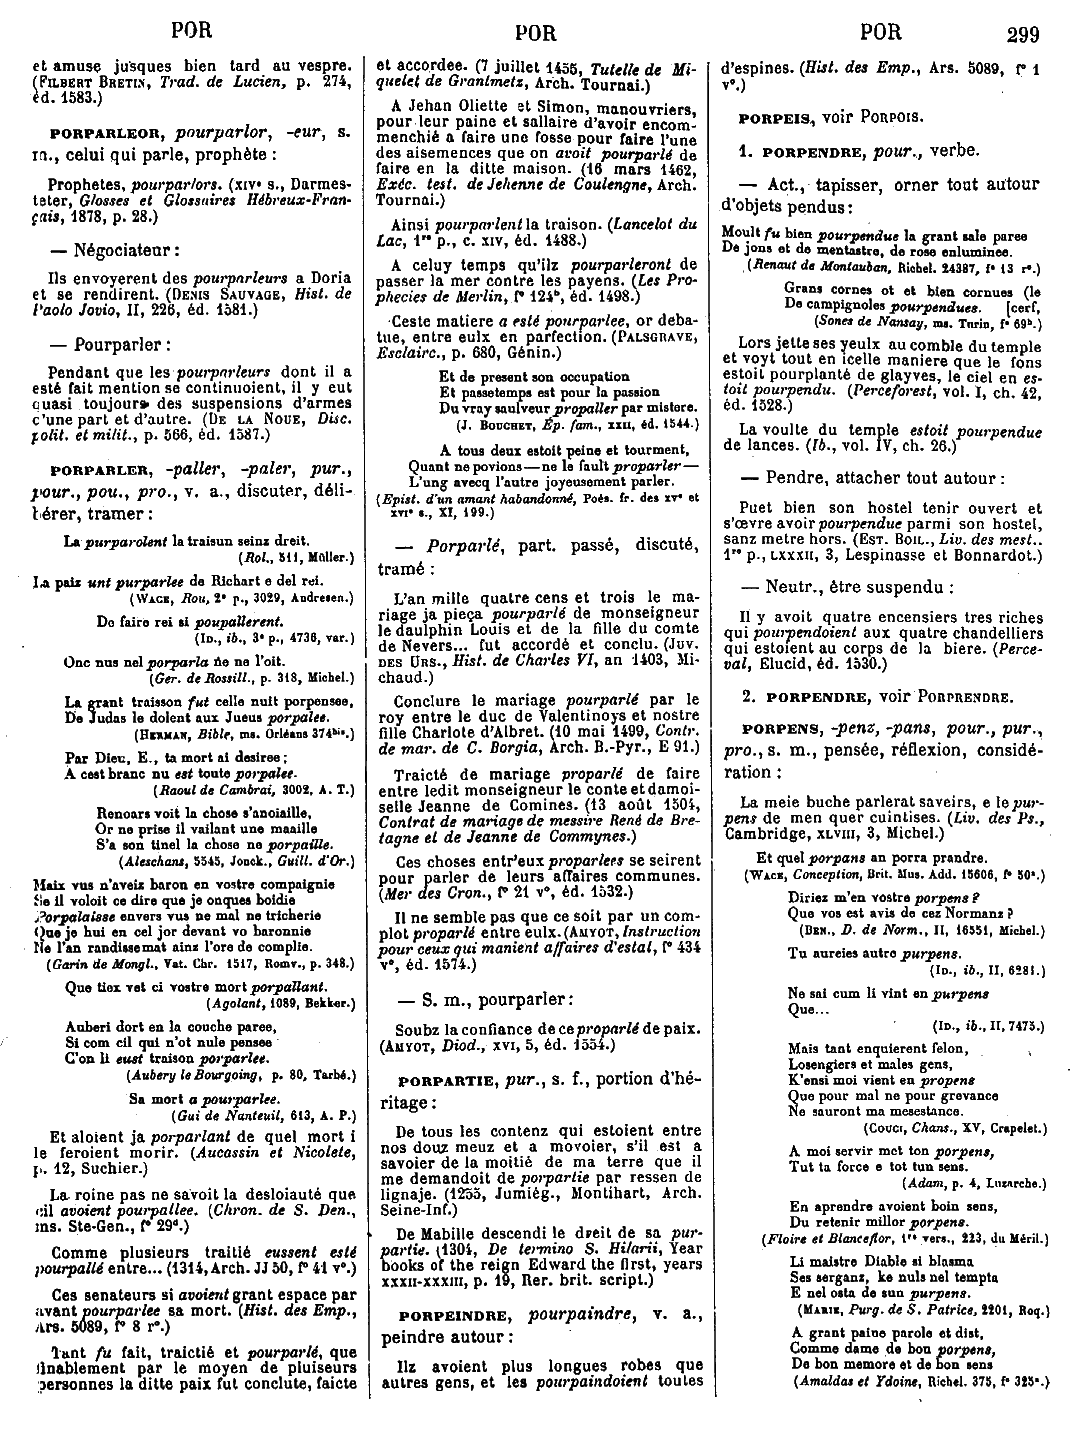 POR
POR
POR
299
et amuse jusques bien tard au vespre.
(FILBERT BRETIN, Trad. de Lucien, p. 274,
éd. 1583.)
PORPARLEOR, pourparlor, -eur, s.
m., celui qui parle, prophète :
Prophetes, pourparlors. (XIVe s., Darmes-
teter, Glosses et Glossaires Hébreux-Fran-
çais, 1878, p. 28.)
— Négociateur :
Ils envoyerent des pourparleurs a Doria
et se rendirent. (DENIS SAUVAGE, Hist. de
Paolo Jovio, II, 226, éd. 1581.)
— Pourparler :
Pendant que les pourparleurs dont il a
esté fait mention se continuoient, il y eut
quasi toujours des suspensions d'armes
d'une part et d'autre. (DE LA NOUE, Disc.
polit. et milit., p. 566, éd. 1587.)
PORPARLER, -paller, -paler, pur.,
pour., pou., pro., v. a., discuter, déli-
bérer, tramer :
La purparolent la traisun seinz dreit.
(Rol., 511, Müller.)
La paiz unt purparlee de Richart e del rei.
(WACE, Rou, 2e p., 3029, Andresen.)
De faire rei si poupallerent.
(ID., ib., 3e p., 4736, var.)
Onc nus nel porparla ne ne l'oit.
(Ger. de Rossill., p. 318, Michel.)
La grant traisson fut celle nuit porpensee,
De Judas le dolent aux Jueus porpalee.
(HERMAN, Bible, ms. Orléans 374bis.)
Par Dieu, E., ta mort ai desiree ;
A cest branc nu est toute porpalee.
(Raoul de Cambrai, 3002, A. T.)
Renoars voit la chose s'anoiaille,
Or ne prise il vailant une maaille
S'a son tinel la chose ne porpaille.
(Aleschans, 5545, Jonck., Guill. d'Or.)
Maix vus n'aveiz baron en vostre compaignie
Se il voloit ce dire que je onques boidie
Porpalaisse envers vus ne mal ne tricherie
Que je hui en cel jor devant vo baronnie
Ne l'an randissemat ainz l'ore de complie.
(Garin de Mongl., Vat. Chr. 1517, Romv., p. 348.)
Que tiex vet ci vostre mort porpallant.
(Agolant, 1089, Bekker.)
Auberi dort en la couche paree,
Si com cil qui n'ot nule pensee
C'on li eust traison porparlee.
(Aubery le Bourgoing, p. 80, Tarbé.)
Sa mort a pourparlee.
(Gui de Nanteuil, 613, A. P.)
Et aloient ja porparlant de quel mort i
le feroient morir. (Aucassin et Nicolete,
p. 12, Suchier.)
La roine pas ne savoit la desloiauté que
cil avoient pourpallee. (Chron. de S. Den.,
ms. Ste-Gen., f° 29d.)
Comme plusieurs traitié eussent esté
pourpallé entre... (1314, Arch. JJ 50, f° 41 v°.)
Ces senateurs si avoient grant espace par
avant pourparlee sa mort. (Hist. des Emp.,
Ars. 5089, f° 8 r°.)
Tant fu fait, traictié et pourparlé, que
finablement par le moyen de pluiseurs
personnes la ditte paix fut conclute, faicte
et accordee. (7 juillet 1455, Tutelle de Mi-
quelet de Grantmetz, Arch. Tournai.)
A Jehan Oliette et Simon, manouvriers,
pour leur paine et sallaire d'avoir encom-
menchié a faire une fosse pour faire l'une
des aisemences que on avoit pourparlé de
faire en la ditte maison. (16 mars 1462,
Exéc. test. de Jehenne de Coulengne, Arch.
Tournai.)
Ainsi pourparlent la traison. (Lancelot du
Lac, 1re p., c. XIV, éd. 1488.)
A celuy temps qu'ilz pourparleront de
passer la mer contre les payens. (Les Pro-
phecies de Merlin, f° 124b, éd. 1498.)
Ceste matiere a esté pourparlee, or deba-
tue, entre eulx en parfection. (PALSGRAVE,
Esclairc., p. 680, Génin.)
Et de present son occupation
Et passetemps est pour la passion
Du vray saulveur propaller par mistere.
(J. BOUCHET, Ép. fam., XXII, éd. 1544.)
A tous deux estoit peine et tourment,
Quant ne povions—ne le fault proparler—
L'ung avecq l'autre joyeusement parler.
(Epist. d'un amant habandonné, Poés. fr. des XVe et
XVIe s., XI, 199.)
— Porparlé, part. passé, discuté,
tramé :
L'an mille quatre cens et trois le ma-
riage ja pieça pourparlé de monseigneur
le daulphin Louis et de la fille du comte
de Nevers... fut accordé et conclu. (JUV.
DES URS., Hist. de Charles VI, an 1403, Mi-
chaud.)
Conclure le mariage pourparlé par le
roy entre le duc de Valentinoys et nostre
fille Charlote d'Albret. (10 mai 1499, Contr.
de mar. de C. Borgia, Arch. B.-Pyr., E 91.)
Traicté de mariage proparlé de faire
entre ledit monseigneur le conte et damoi-
selle Jeanne de Comines. (13 août 1504,
Contrat de mariage de messire René de Bre-
tagne et de Jeanne de Commynes.)
Ces choses entr'eux proparlees se seirent
pour parler de leurs affaires communes.
(Mer des Cron., f° 21 v°, éd. 1532.)
Il ne semble pas que ce soit par un com-
plot proparlé entre eulx. (AMYOT, Instruction
pour ceux qui manient affaires d'estat, f° 434
v°, éd. 1574.)
— S. m., pourparler :
Soubz la confiance de ce proparlé de paix.
(AMYOT, Diod., XVI, 5, éd. 1554.)
PORPARTIE, pur., s. f., portion d'hé-
ritage :
De tous les contenz qui estoient entre
nos douz meuz et a movoier, s'il est a
savoier de la moitié de ma terre que il
me demandoit de porpartie par ressen de
lignaje. (1255, Jumiég., Montihart, Arch.
Seine-Inf.)
De Mabille descendi le dreit de sa pur-
partie. (1304, De termino S. Hilarii, Year
books of the reign Edward the first, years
XXXII-XXXIII, p. 19, Rer. brit. script.)
PORPEINDRE, pourpaindre, v. a.,
peindre autour :
Ilz avoient plus longues robes que
autres gens, et les pourpaindoient toutes
d'espines. (Hist. des Emp., Ars. 5089, f° 1
v°.)
PORPEIS, voir PORPOIS.
1. PORPENDRE, pour., verbe.
— Act., tapisser, orner tout autour
d'objets pendus :
Moult fu bien pourpendue la grant sale paree
De jons et de mentastre, de rose enluminee.
(Renaut de Montauban, Richel. 24387, f° 13 r°.)
Grans cornes ot et bien cornues (le
De campignoles pourpendues. [cerf,
(Sones de Nansay, ms. Turin, f° 69b.)
Lors jette ses yeulx au comble du temple
et voyt tout en icelle maniere que le fons
estoit pourplanté de glayves, le ciel en es-
toit pourpendu. (Perceforest, vol. I, ch. 42,
éd. 1528.)
La voulte du temple estoit pourpendue
de lances. (Ib., vol. IV, ch. 26.)
— Pendre, attacher tout autour :
Puet bien son hostel tenir ouvert et
s'œvre avoir pourpendue parmi son hostel,
sanz metre hors. (EST. BOIL., Liv. des mest..
1re p., LXXXII, 3, Lespinasse et Bonnardot.)
— Neutr., être suspendu :
Il y avoit quatre encensiers tres riches
qui pourpendoient aux quatre chandelliers
qui estoient au corps de la biere. (Perce-
val, Elucid, éd. 1530.)
2. PORPENDRE, voir PORPRENDRE.
PORPENS, -penz, -pans, pour., pur.,
pro., s. m., pensée, réflexion, considé-
ration :
La meie buche parlerat saveirs, e le pur-
pens de men quer cuintises. (Liv. des Ps.,
Cambridge, XLVIII, 3, Michel.)
Et quel porpans an porra prandre.
(WACE, Conception, Brit. Mus. Add. 15606, f° 50a.)
Diriez m'en vostre porpens ?
Que vos est avis de cez Normanz ?
(BEN., D. de Norm., II, 16551, Michel.)
Tu aureies autre purpens.
(ID., ib., II, 6281.)
Ne sai cum li vint en purpens
Que...
(ID., ib., II, 7473.)
Mais tant enquierent felon,
Losengiers et males gens,
K'ensi moi vient en propens
Que pour mal ne pour grevance
Ne sauront ma mesestance.
(COUCI, Chans., XV, Crapelet.)
A moi servir met ton porpens,
Tut ta force e tot tun sens.
(Adam, p. 4, Luzarche.)
En aprendre avoient boin sens,
Du retenir millor porpens.
(Floire et Blanceflor, 1re vers., 223, du Méril.)
Li maistre Diable si blasma
Ses serganz, ke nuls nel tempta
E nel osta de sun purpens.
(MARIE, Purg. de S. Patrice, 2201, Roq.)
A grant paine parole et dist,
Comme dame de bon porpens,
De bon memore et de bon sens
(Amaldas et Ydoine, Richel. 375, f° 325a.)